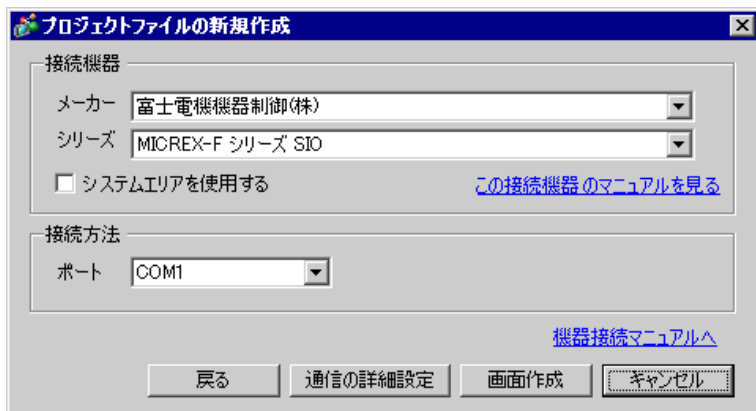 プロジェクトファイルの新規作成
接続機器
メーカー 富士電機機器制御(株)
シリーズ MICREX-F シリーズ SIO
システムエリアを使用する この接続機器のマニュアルを見る
接続方法
ポート COM1
機器接続マニュアルへ
戻る 通信の詳細設定 画面作成 キャンセル